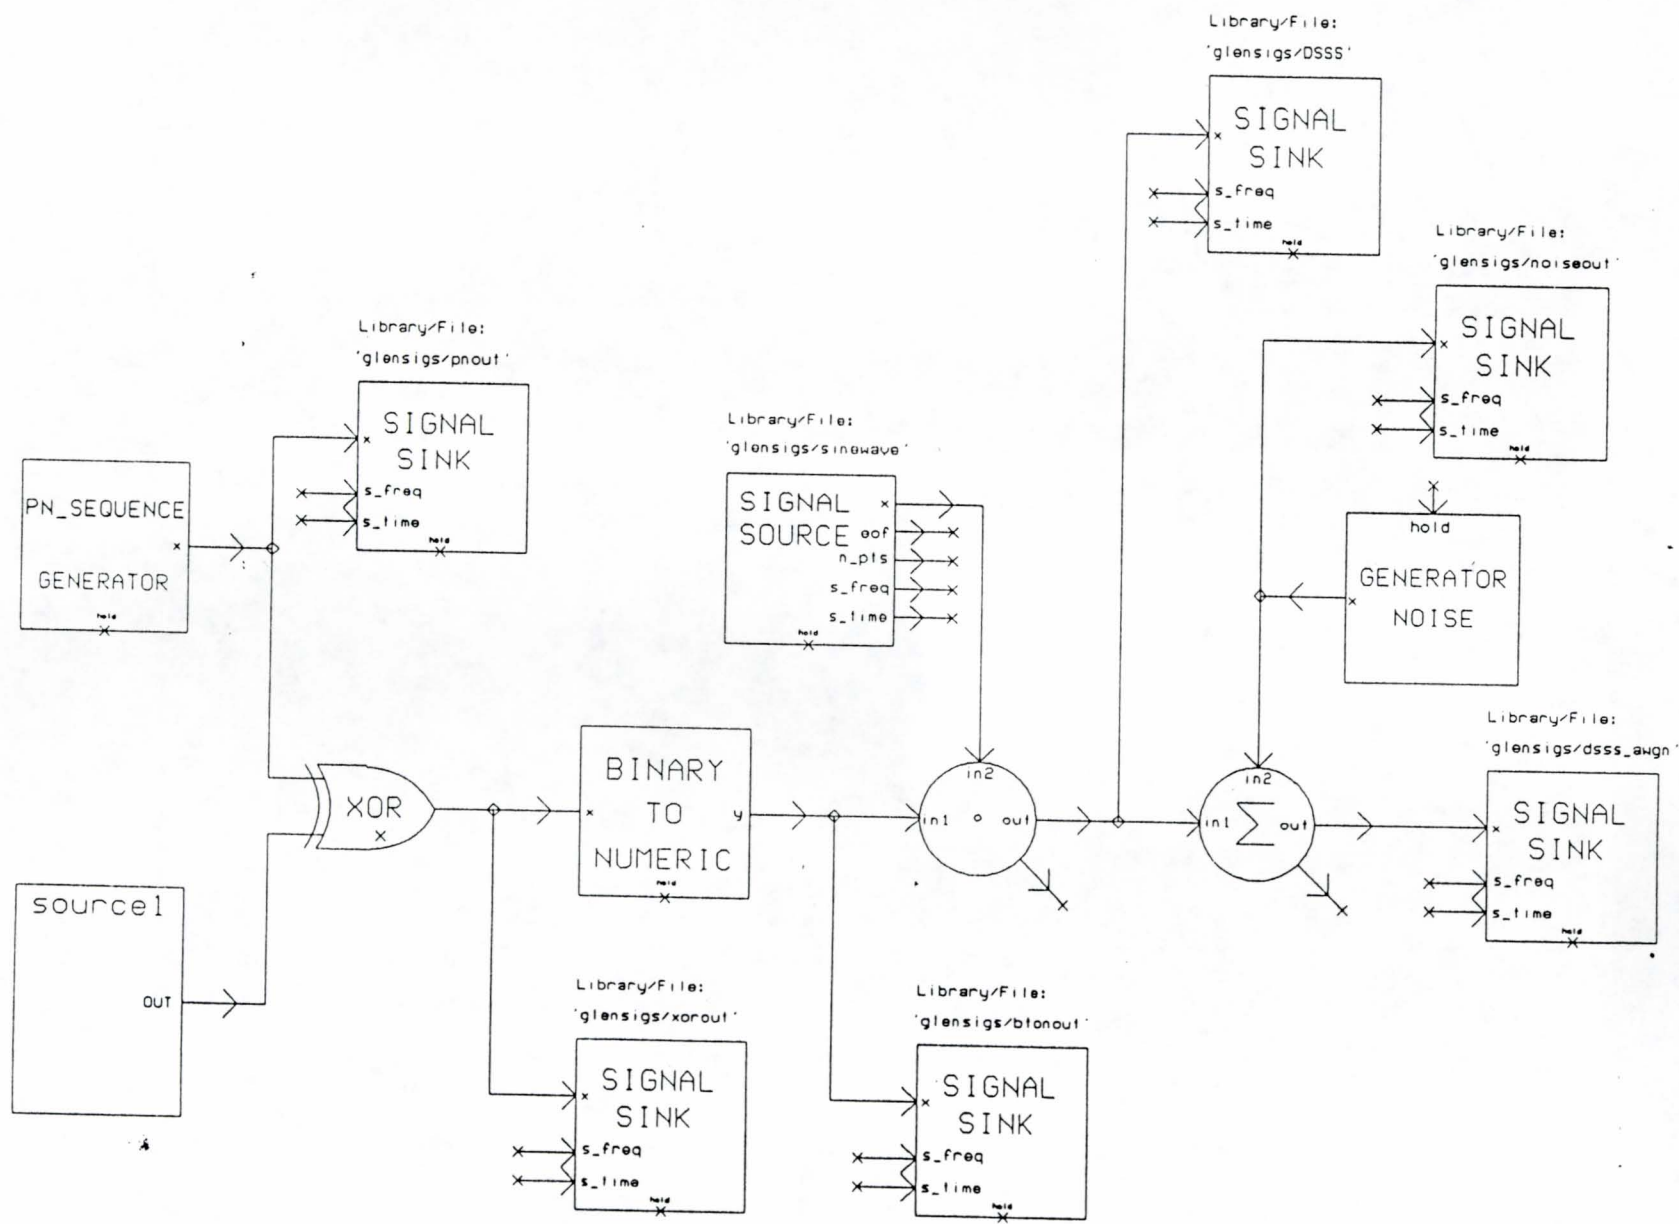 Library/File:
'glensigs/DSSS'
SIGNAL
SINK
s_freq
s_time
hold
Library/File:
'glensigs/noiseout'
x SIGNAL
SINK
s_freq
s_time
hold
Library/File:
'glensigs/pnout'
x SIGNAL
SINK
s_freq
s_time
hold
PN_SEQUENCE
x
GENERATOR
hold
Library/File:
'glensigs/sinewave'
SIGNAL x
SOURCE eof
n_pts
s_freq
s_time
hold
hold
GENERATOR
x
NOISE
XOR
BINARY
x TO y
NUMERIC
hold
in2
in1 out
in2
in1 Σ out
Library/File:
'glensigs/dsss_awgn'
x SIGNAL
SINK
s_freq
s_time
hold
source1
OUT
Library/File:
'glensigs/xorout'
x SIGNAL
SINK
s_freq
s_time
hold
Library/File:
'glensigs/btonout'
x SIGNAL
SINK
s_freq
s_time
hold